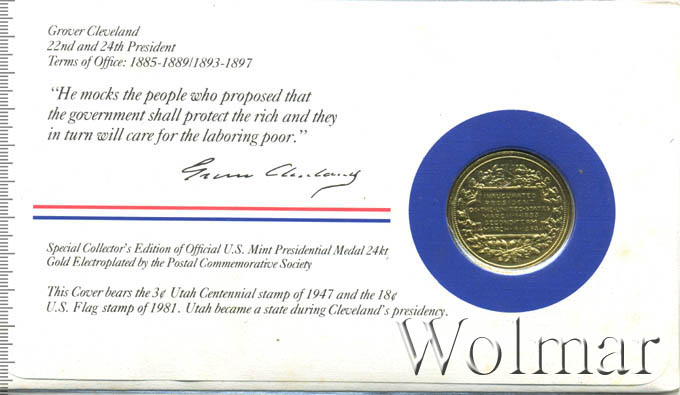 Grover Cleveland
22nd and 24th President
Terms of Office: 1885-1889/1893-1897
"He mocks the people who proposed that
the government shall protect the rich and they
in turn will care for the laboring poor."
Grover Cleveland
Special Collector's Edition of Official U.S. Mint Presidential Medal 24kt
Gold Electroplated by the Postal Commemorative Society
This Cover bears the 3¢ Utah Centennial stamp of 1947 and the 18¢
U.S. Flag stamp of 1981. Utah became a state during Cleveland's presidency.
Wolmar